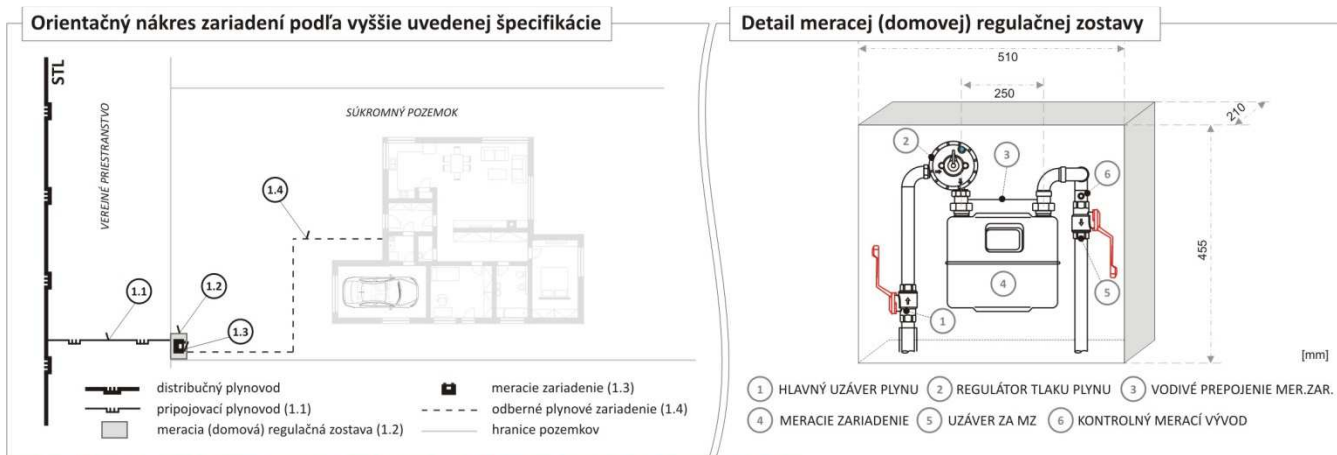 Orientačný nákres zariadení podľa vyššie uvedenej špecifikácie
STL
VEREJNÉ PRIESTRANSTVO
SÚKROMNÝ POZEMOK
1.4
1.1
1.2
1.3
distribučný plynovod
pripojovací plynovod (1.1)
meracia (domová) regulačná zostava (1.2)
meracie zariadenie (1.3)
odberné plynové zariadenie (1.4)
hranice pozemkov
Detail meracej (domovej) regulačnej zostavy
510
250
210
455
2
3
6
4
5
1
[mm]
1 HLAVNÝ UZÁVER PLYNU 2 REGULÁTOR TLAKU PLYNU 3 VODIVÉ PREPOJENIE MER.ZAR.
4 MERACIE ZARIADENIE 5 UZÁVER ZA MZ 6 KONTROLNÝ MERACÍ VÝVOD